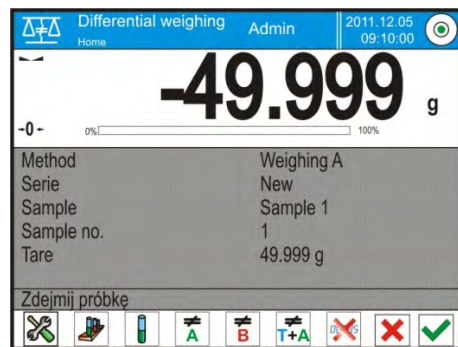 Differential weighing Admin 2011.12.05
Home 09:10:00
-49.999 g
-0- 0% 100%
Method Weighing A
Serie New
Sample Sample 1
Sample no. 1
Tare 49.999 g
Zdejmij próbkę
A B T+A